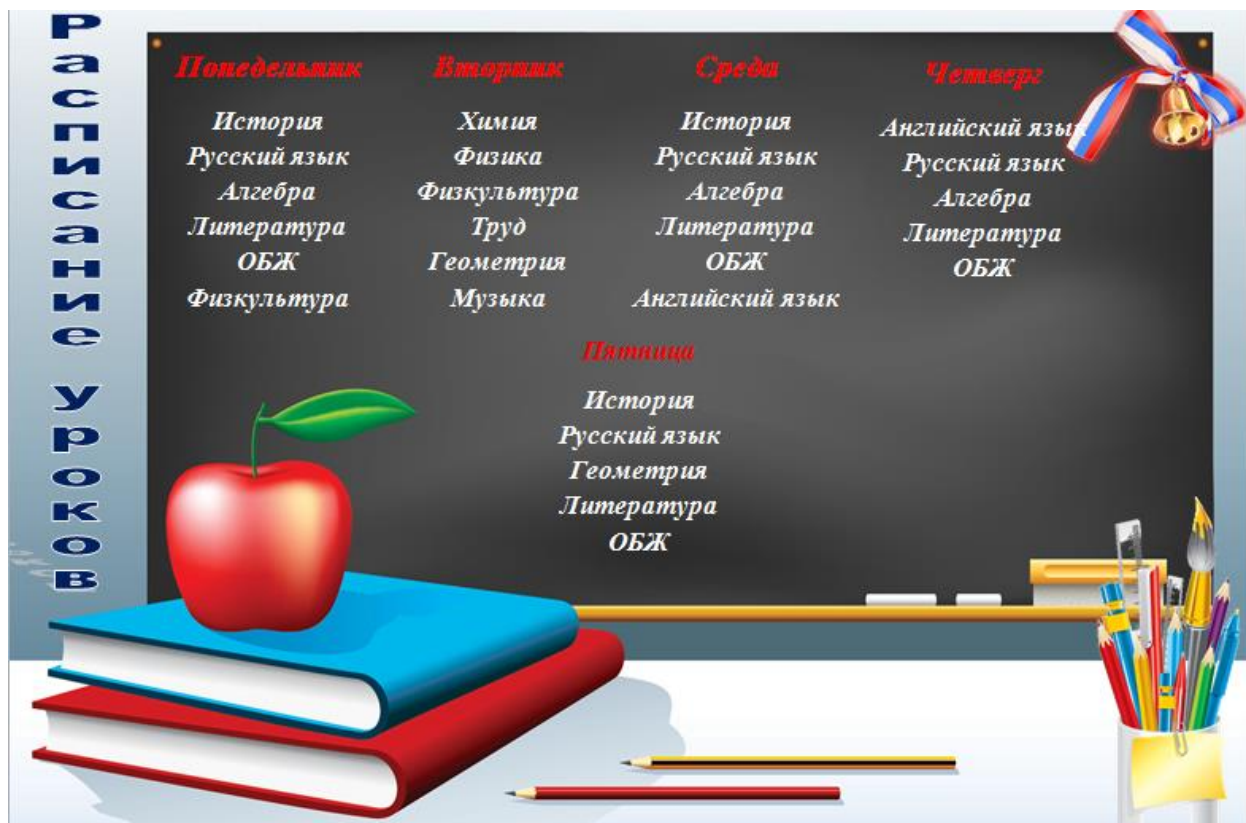 Расписание уроков
Понедельник
История
Русский язык
Алгебра
Литература
ОБЖ
Физкультура
Вторник
Химия
Физика
Физкультура
Труд
Геометрия
Музыка
Среда
История
Русский язык
Алгебра
Литература
ОБЖ
Английский язык
Четверг
Английский язык
Русский язык
Алгебра
Литература
ОБЖ
Пятница
История
Русский язык
Геометрия
Литература
ОБЖ